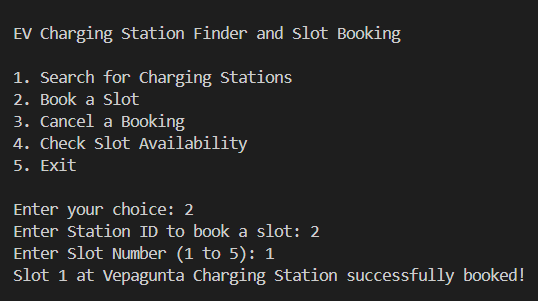 EV Charging Station Finder and Slot Booking
1. Search for Charging Stations
2. Book a Slot
3. Cancel a Booking
4. Check Slot Availability
5. Exit
Enter your choice: 2
Enter Station ID to book a slot: 2
Enter Slot Number (1 to 5): 1
Slot 1 at Vepagunta Charging Station successfully booked!